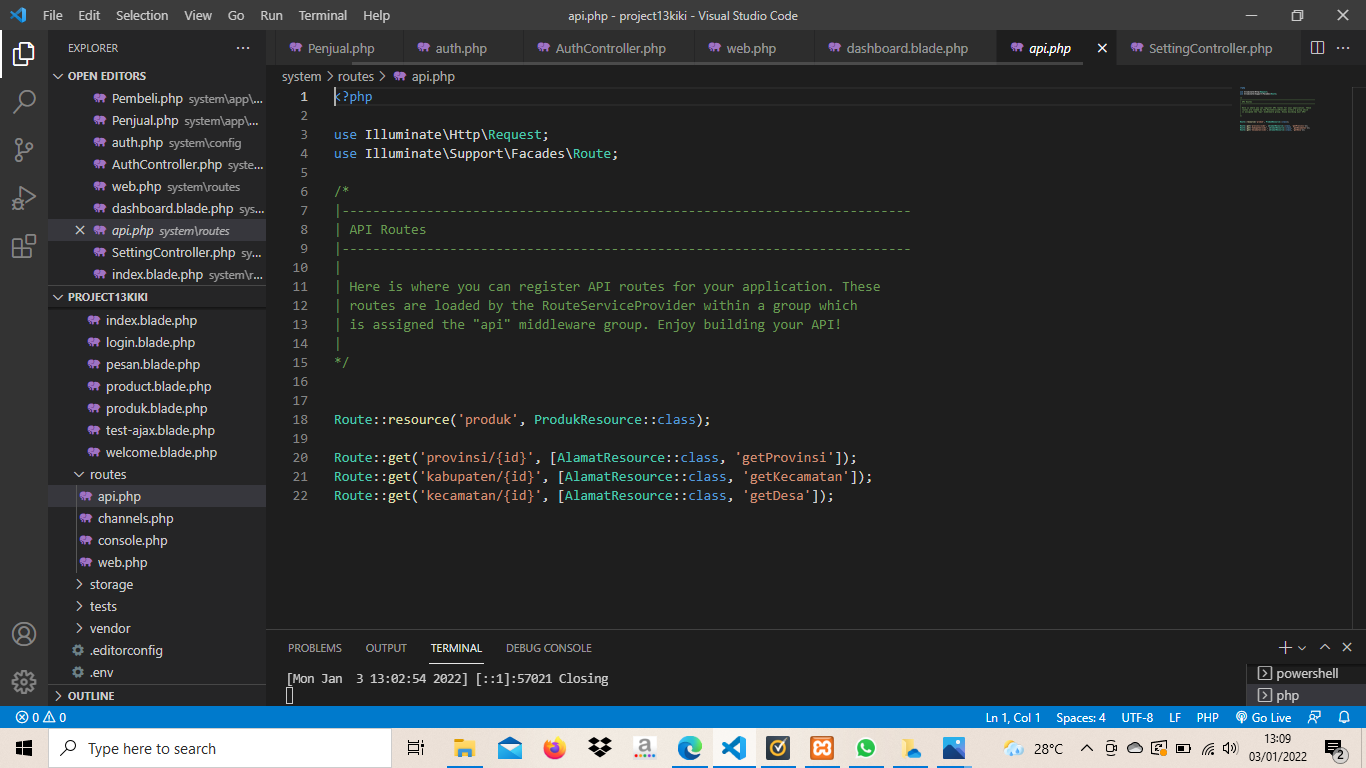 File Edit Selection View Go Run Terminal Help
api.php - project13kiki - Visual Studio Code
EXPLORER
OPEN EDITORS
Pembeli.php system\app\...
Penjual.php system\app\...
auth.php system\config
AuthController.php syste...
web.php system\routes
dashboard.blade.php sys...
api.php system\routes
SettingController.php sy...
index.blade.php system\r...
PROJECT13KIKI
index.blade.php
login.blade.php
pesan.blade.php
product.blade.php
produk.blade.php
test-ajax.blade.php
welcome.blade.php
routes
api.php
channels.php
console.php
web.php
storage
tests
vendor
.editorconfig
.env
OUTLINE
Penjual.php auth.php AuthController.php web.php dashboard.blade.php api.php SettingController.php
system > routes > api.php
1 <?php
2
3 use Illuminate\Http\Request;
4 use Illuminate\Support\Facades\Route;
5
6 /*
7 |--------------------------------------------------------------------------
8 | API Routes
9 |--------------------------------------------------------------------------
10 |
11 | Here is where you can register API routes for your application. These
12 | routes are loaded by the RouteServiceProvider within a group which
13 | is assigned the "api" middleware group. Enjoy building your API!
14 |
15 */
16
17
18 Route::resource('produk', ProdukResource::class);
19
20 Route::get('provinsi/{id}', [AlamatResource::class, 'getProvinsi']);
21 Route::get('kabupaten/{id}', [AlamatResource::class, 'getKecamatan']);
22 Route::get('kecamatan/{id}', [AlamatResource::class, 'getDesa']);
PROBLEMS OUTPUT TERMINAL DEBUG CONSOLE
[Mon Jan  3 13:02:54 2022] [::1]:57021 Closing
powershell
php
0 0
Ln 1, Col 1 Spaces: 4 UTF-8 LF PHP Go Live
Type here to search
28°C
13:09
03/01/2022
2